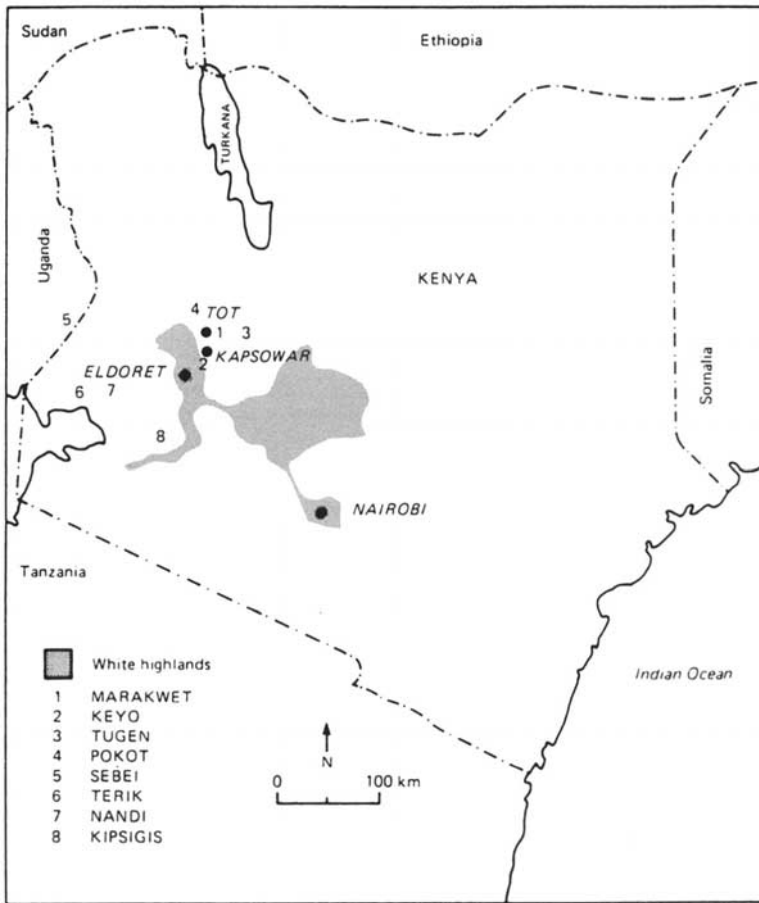 Sudan
Ethiopia
TURKANA
Uganda
KENYA
4 TOT
5
1 3
KAPSOWAR
2
ELDORET
6 7
Somalia
8
NAIROBI
Tanzania
White highlands
Indian Ocean
1 MARAKWET
2 KEYO
3 TUGEN
4 POKOT
5 SEBEI
6 TERIK
7 NANDI
8 KIPSIGIS
N
0 100 km